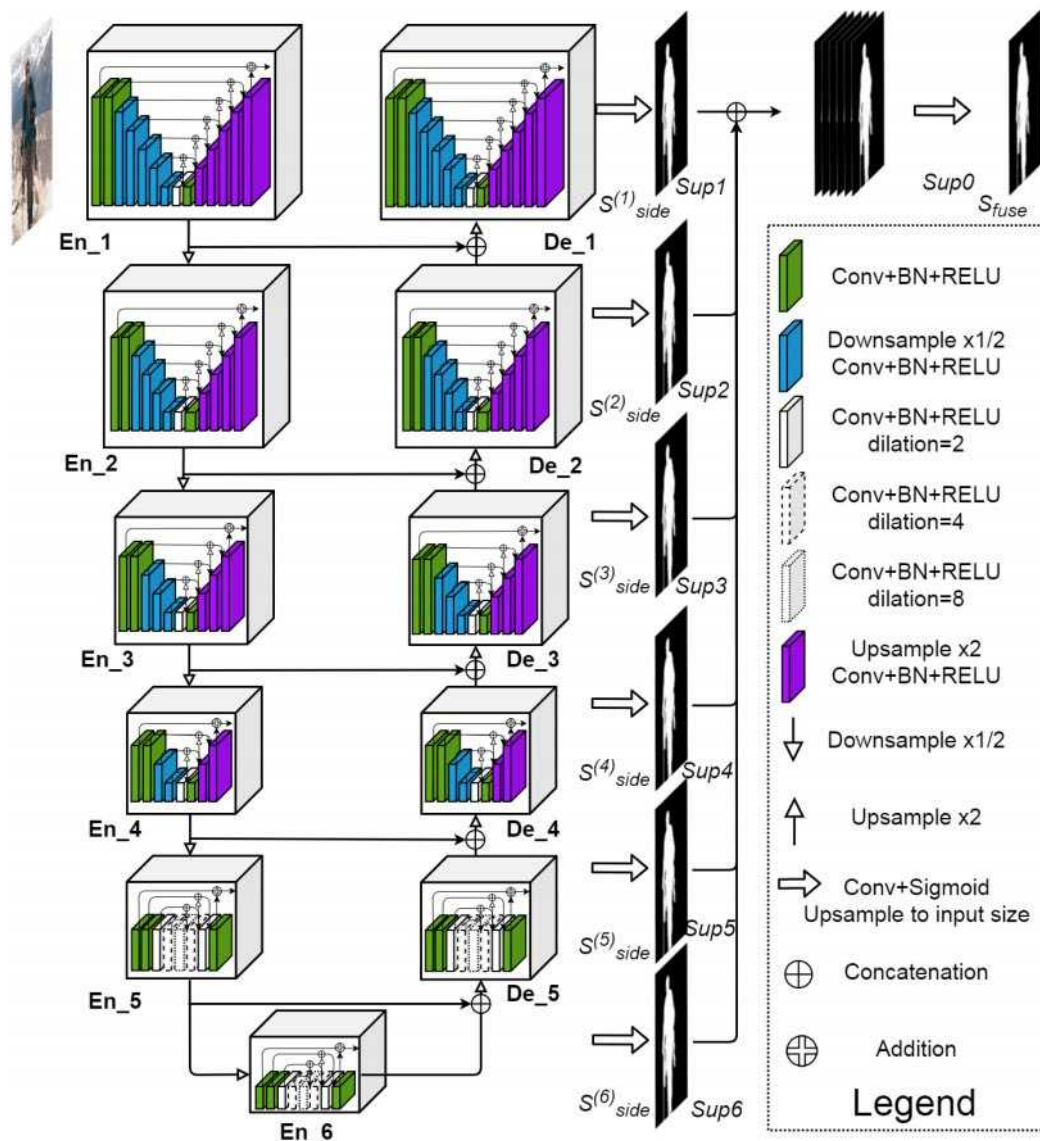 En_1
De_1
S(1)side
Sup1
Sup0
Sfuse
En_2
De_2
S(2)side
Sup2
En_3
De_3
S(3)side
Sup3
En_4
De_4
S(4)side
Sup4
En_5
De_5
S(5)side
Sup5
En_6
S(6)side
Sup6
Conv+BN+RELU
Downsample x1/2
Conv+BN+RELU
Conv+BN+RELU
dilation=2
Conv+BN+RELU
dilation=4
Conv+BN+RELU
dilation=8
Upsample x2
Conv+BN+RELU
Downsample x1/2
Upsample x2
Conv+Sigmoid
Upsample to input size
Concatenation
Addition
Legend